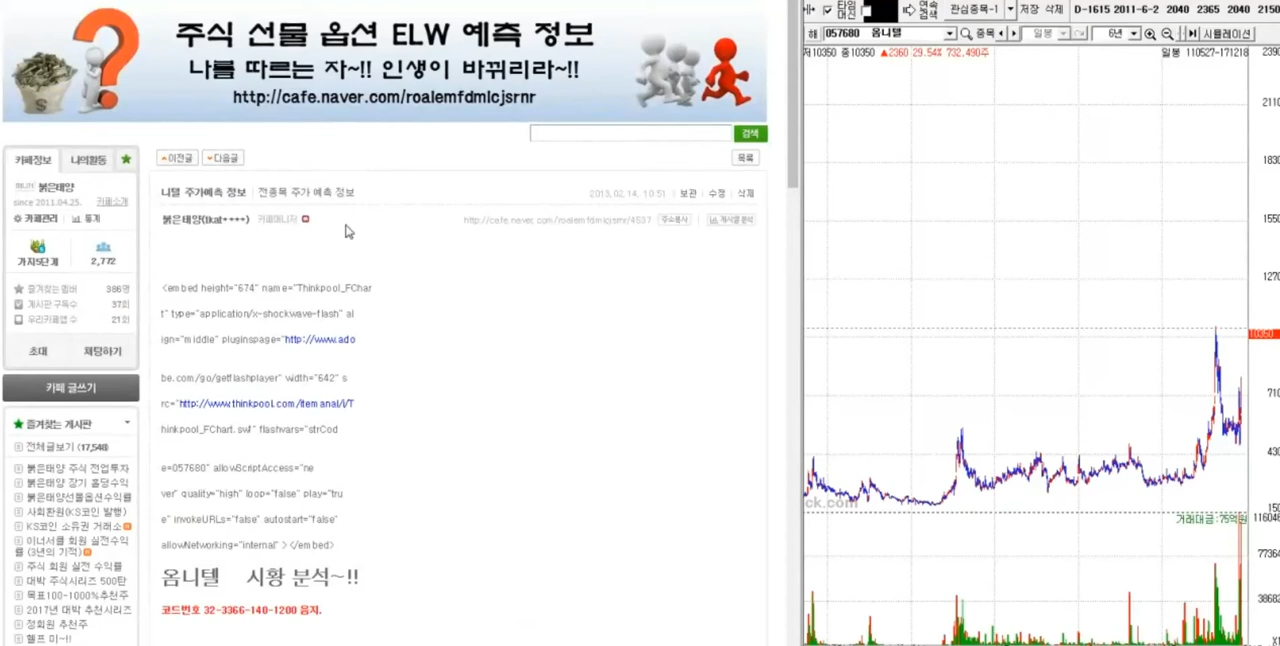 주식 선물 옵션 ELW 예측 정보
나를 따르는 자~!! 인생이 바뀌리라~!!
http://cafe.naver.com/roalemfdmlcjsrnr
검색
카페정보 나의활동
이전글 다음글
목록
붉은태양
since 2011.04.25. 카페소개
카페관리 통계
가지5단계 2,772
즐겨찾는 멤버 386명
게시판 구독수 37회
우리카페앱 수 21회
초대 채팅하기
카페 글쓰기
즐겨찾는 게시판
전체글보기 (17,548)
붉은태양 주식 전업투자
붉은태양 장기 홀딩수익
붉은태양선물옵션수익률
사회환원(KS코인 발행)
KS코인 소유권 거래소
이너서클 회원 실전수익
률 (3년의 기적)
주식 회원 실전 수익률
대박 주식시리즈 500탄
목표100-1000%추천주
2017년 대박 추천시리즈
정회원 추천주
헬프 미~!!
니텔 주가예측 정보 | 전종목 주가 예측 정보
2013.02.14. 10:51 | 보관 | 수정 | 삭제
붉은태양(tkat****) 카페매니저
http://cafe.naver.com/roalemfdmlcjsrnr/4537 주소복사 | 게시물 분석
<embed height="674" name="Thinkpool_FChar
t" type="application/x-shockwave-flash" al
ign="middle" pluginspage="http://www.ado
be.com/go/getflashplayer" width="642" s
rc="http://www.thinkpool.com/itemanal/i/T
hinkpool_FChart.swf" flashvars="strCod
e=057680" allowScriptAccess="ne
ver" quality="high" loop="false" play="tru
e" invokeURLs="false" autostart="false"
allowNetworking="internal" ></embed>
옴니텔 시황 분석~!!
코드번호 32-3366-140-1200 음지.
관심종목-1 저장 삭제 D-1615 2011-6-2 2040 2365 2040 2150
해 057680 옴니텔 종목 일봉 6년 시뮬레이션
저10350 종10350 ▲2360 29.54% 732,490주
일봉 110527-171218
2110
1830
1550
1270
10350
710
430
150
ck.com
거래대금:75억원
116046
77364
38682